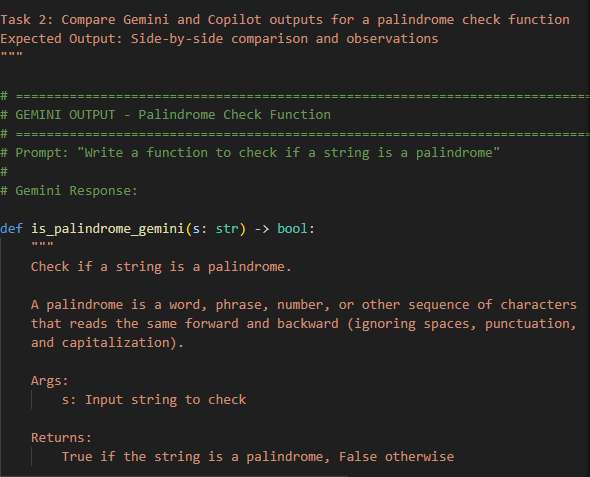 Task 2: Compare Gemini and Copilot outputs for a palindrome check function
Expected Output: Side-by-side comparison and observations
"""
# ==========================================================================
# GEMINI OUTPUT - Palindrome Check Function
# ==========================================================================
# Prompt: "Write a function to check if a string is a palindrome"
#
# Gemini Response:
def is_palindrome_gemini(s: str) -> bool:
"""
Check if a string is a palindrome.
A palindrome is a word, phrase, number, or other sequence of characters
that reads the same forward and backward (ignoring spaces, punctuation,
and capitalization).
Args:
s: Input string to check
Returns:
True if the string is a palindrome, False otherwise